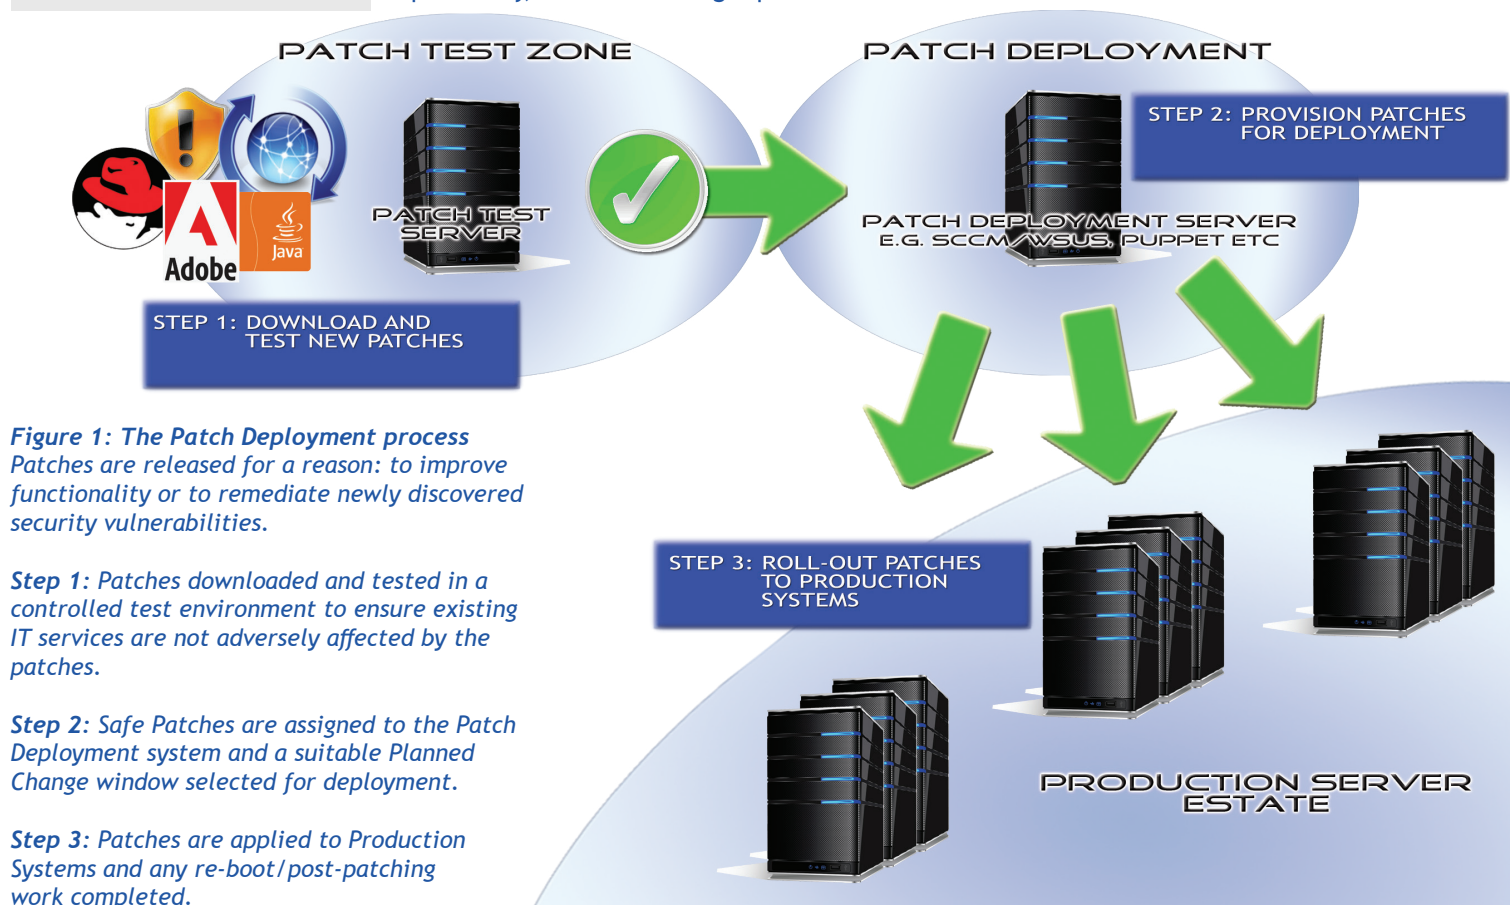 PATCH TEST ZONE
PATCH DEPLOYMENT
STEP 2: PROVISION PATCHES
FOR DEPLOYMENT
Adobe
Java
PATCH TEST
SERVER
PATCH DEPLOYMENT SERVER
E.G. SCCM/WSUS, PUPPET ETC
STEP 1: DOWNLOAD AND
TEST NEW PATCHES
Figure 1: The Patch Deployment process
Patches are released for a reason: to improve
functionality or to remediate newly discovered
security vulnerabilities.
Step 1: Patches downloaded and tested in a
controlled test environment to ensure existing
IT services are not adversely affected by the
patches.
Step 2: Safe Patches are assigned to the Patch
Deployment system and a suitable Planned
Change window selected for deployment.
Step 3: Patches are applied to Production
Systems and any re-boot/post-patching
work completed.
STEP 3: ROLL-OUT PATCHES
TO PRODUCTION
SYSTEMS
PRODUCTION SERVER
ESTATE